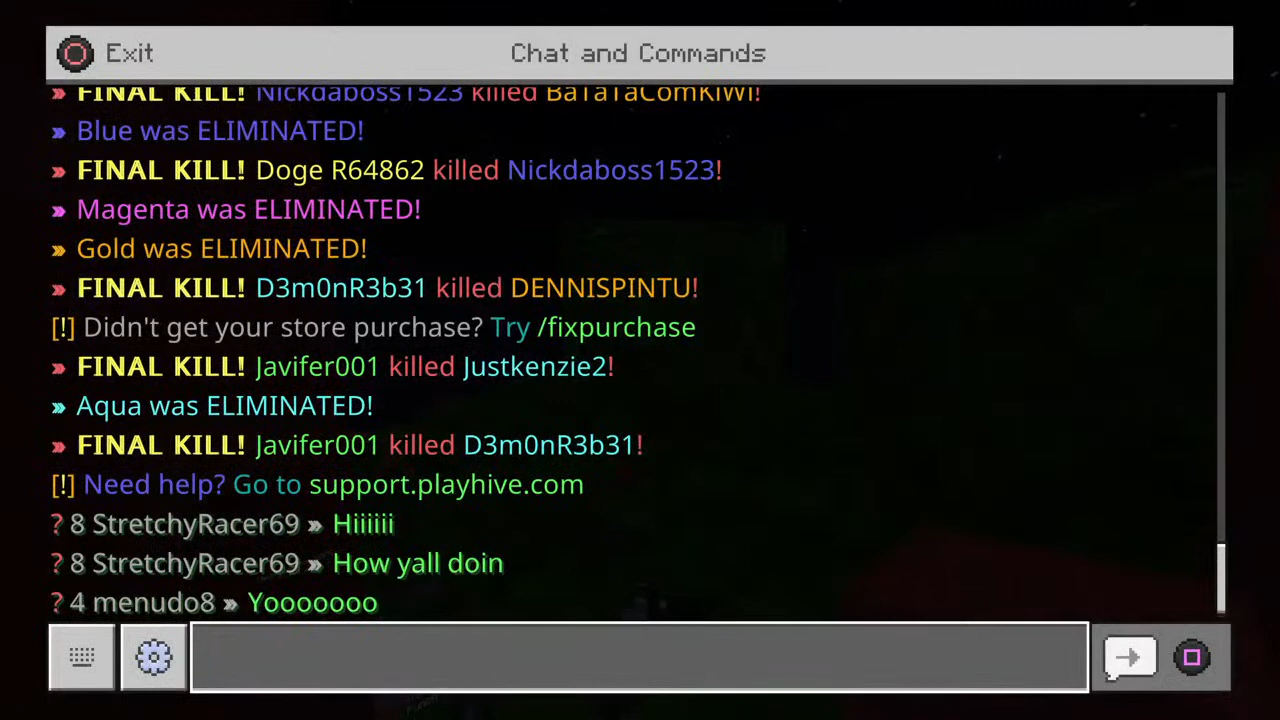 Exit
Chat and Commands
» FINAL KILL! Nickdaboss1523 killed BaTaTaComKIWI!
» Blue was ELIMINATED!
» FINAL KILL! Doge R64862 killed Nickdaboss1523!
» Magenta was ELIMINATED!
» Gold was ELIMINATED!
» FINAL KILL! D3m0nR3b31 killed DENNISPINTU!
[!] Didn't get your store purchase? Try /fixpurchase
» FINAL KILL! Javifer001 killed Justkenzie2!
» Aqua was ELIMINATED!
» FINAL KILL! Javifer001 killed D3m0nR3b31!
[!] Need help? Go to support.playhive.com
? 8 StretchyRacer69 » Hiiiiii
? 8 StretchyRacer69 » How yall doin
? 4 menudo8 » Yooooooo